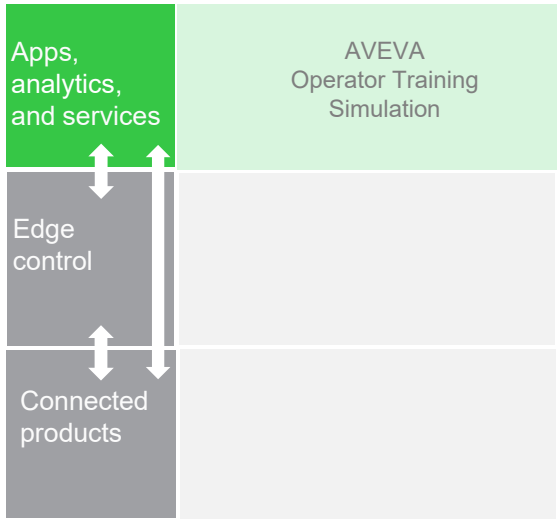 Apps,
analytics,
and services
AVEVA
Operator Training
Simulation
Edge
control
Connected
products